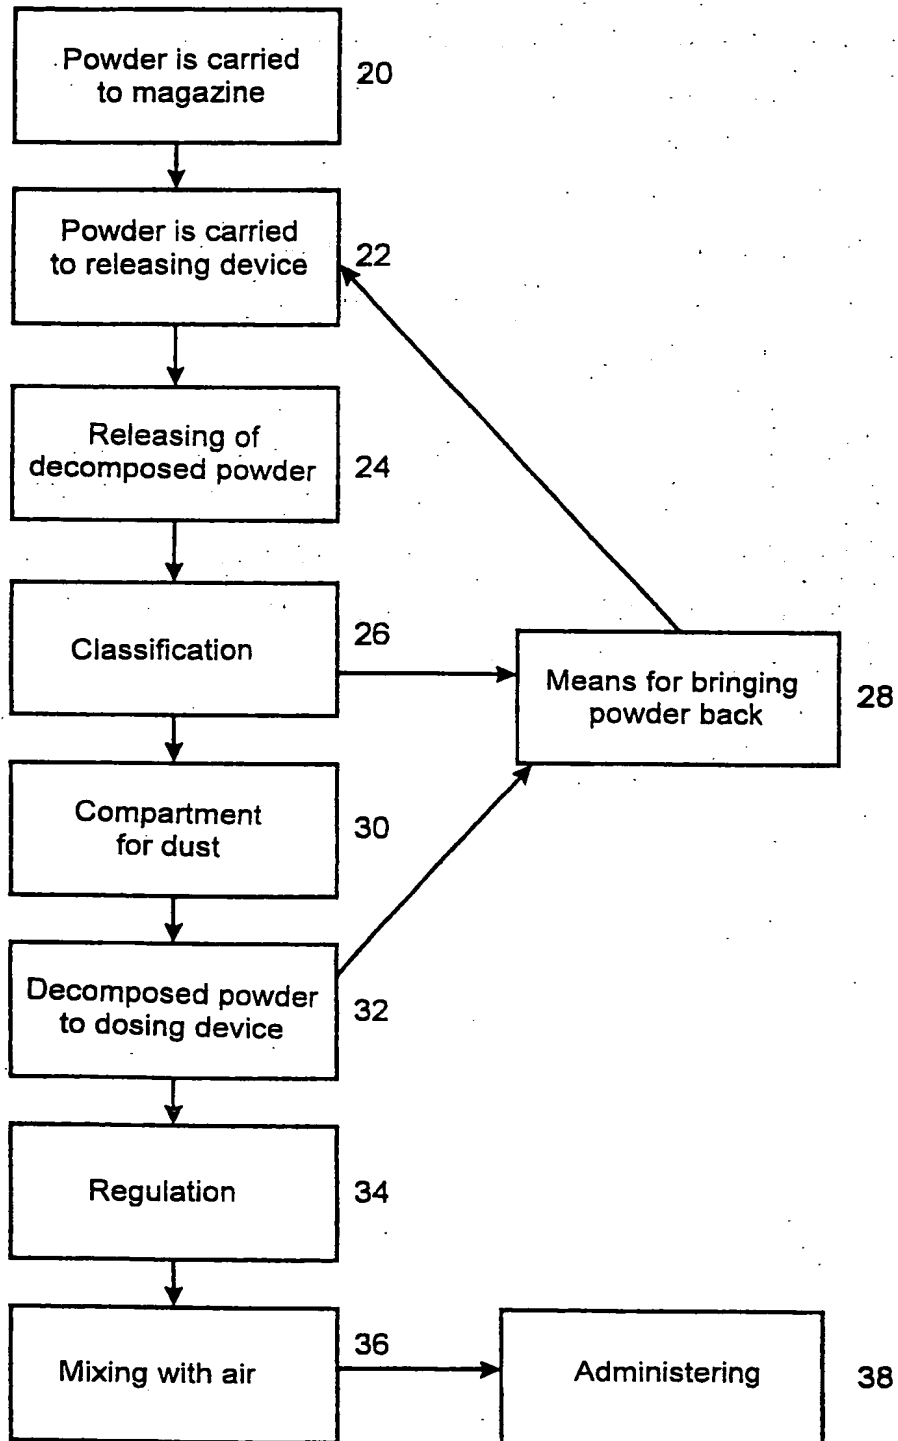 Powder is carried
to magazine
20
Powder is carried
to releasing device
22
Releasing of
decomposed powder
24
Classification
26
Means for bringing
powder back
28
Compartment
for dust
30
Decomposed powder
to dosing device
32
Regulation
34
Mixing with air
36
Administering
38